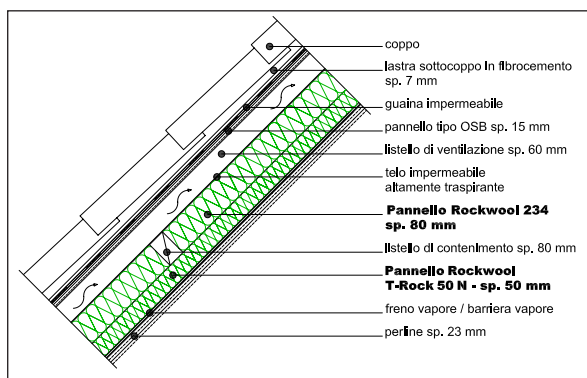 coppo
lastra sottocoppo in fibrocemento
sp. 7 mm
guaina impermeabile
pannello tipo OSB sp. 15 mm
listello di ventilazione sp. 60 mm
telo impermeabile
altamente traspirante
Pannello Rockwool 234
sp. 80 mm
listello di contenimento sp. 80 mm
Pannello Rockwool
T-Rock 50 N - sp. 50 mm
freno vapore / barriera vapore
perline sp. 23 mm